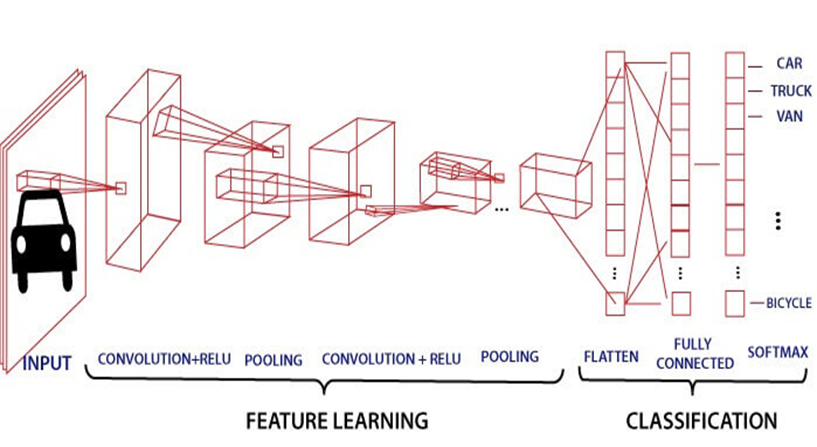 CAR
TRUCK
VAN
...
BICYCLE
INPUT
CONVOLUTION+RELU
POOLING
CONVOLUTION + RELU
POOLING
FLATTEN
FULLY
CONNECTED
SOFTMAX
FEATURE LEARNING
CLASSIFICATION